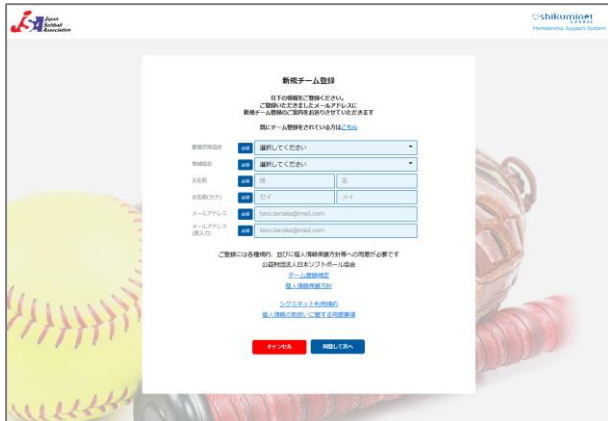 Japan
Softball
Association
shikuminet
Membership Support System
新規チーム登録
以下の情報をご登録ください。
ご登録いただきましたメールアドレスに
新規チーム登録のご案内をお送りさせていただきます
既にチーム登録をされている方はこちら
都道府県協会 必須 選択してください
地域協会 必須 選択してください
お名前 必須 姓 名
お名前(カナ) 必須 セイ メイ
メールアドレス 必須 taro.tanaka@mail.com
メールアドレス
(再入力) 必須 taro.tanaka@mail.com
ご登録には各種規約、並びに個人情報保護方針等への同意が必要です
公益財団法人日本ソフトボール協会
チーム登録規定
個人情報保護方針
シクミネット利用規約
個人情報の取扱いに関する同意事項
キャンセル 同意して次へ